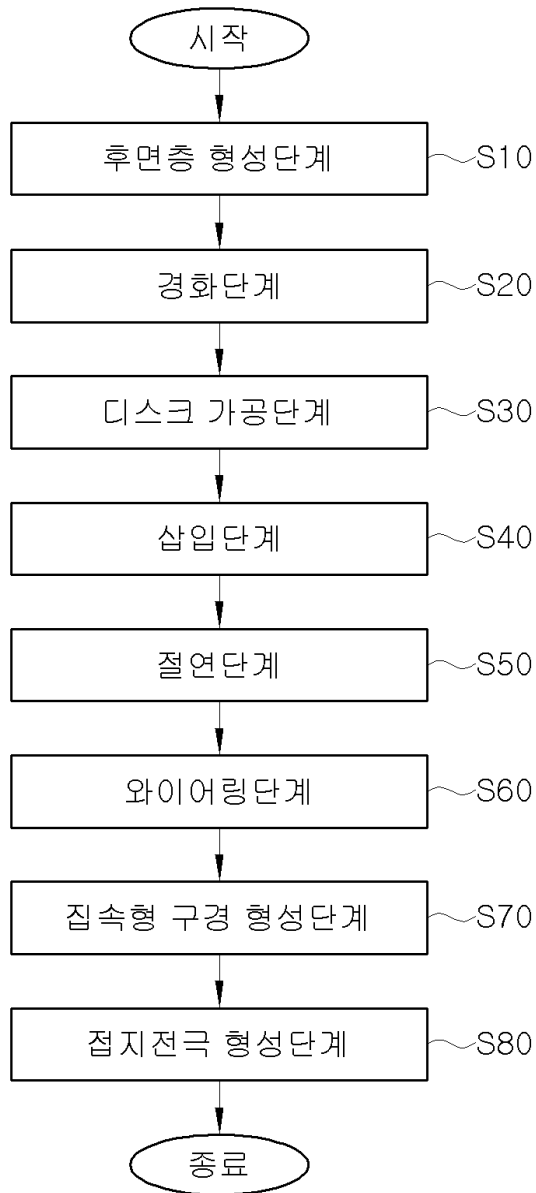 시작
후면층 형성단계 S10
경화단계 S20
디스크 가공단계 S30
삽입단계 S40
절연단계 S50
와이어링단계 S60
집속형 구경 형성단계 S70
접지전극 형성단계 S80
종료